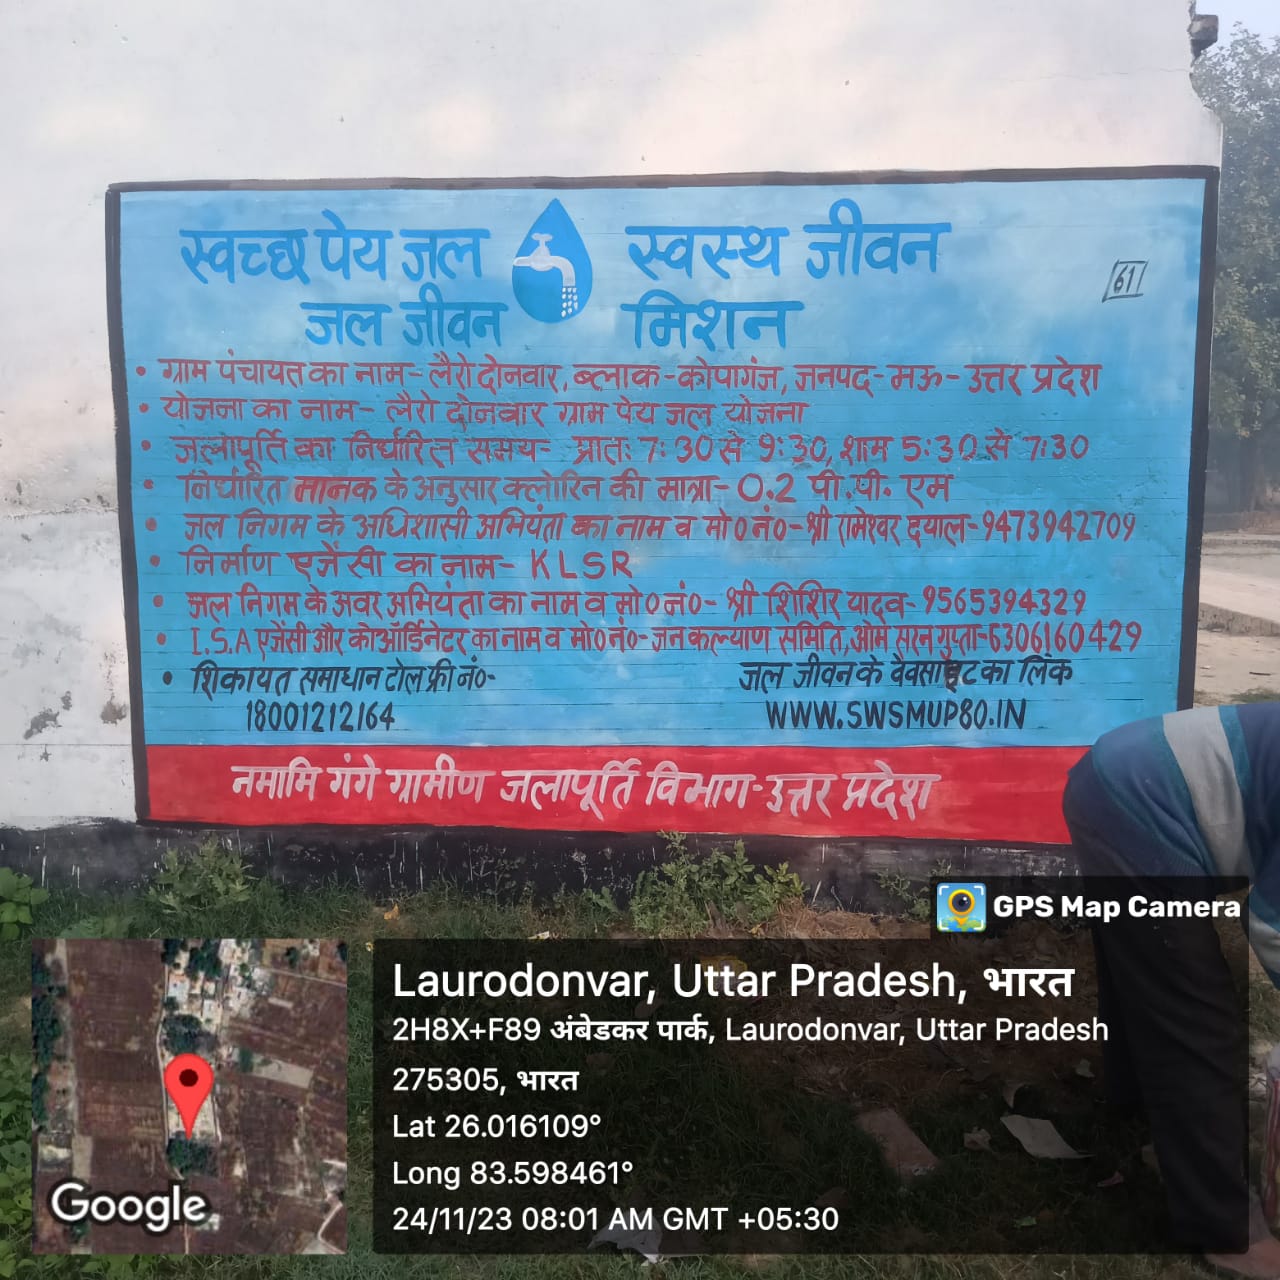 स्वच्छ पेय जल स्वस्थ जीवन
61
जल जीवन मिशन
• ग्राम पंचायत का नाम- लैरो दोनवार, ब्लाक-कोपागंज, जनपद-मऊ-उत्तर प्रदेश
• योजना का नाम- लैरो दोनवार ग्राम पेय जल योजना
• जलापूर्ति का निर्धारित समय- प्रातः 7:30 से 9:30, शाम 5:30 से 7:30
• निर्धारित मानक के अनुसार क्लोरिन की मात्रा- 0.2 पी.पी. एम
• जल निगम के अधिशासी अभियंता का नाम व मो0 नं0- श्री रामेश्वर दयाल-9473942709
• निर्माण एजेंसी का नाम- KLSR
• जल निगम के अवर अभियंता का नाम व मो0 नं0- श्री शिशिर यादव-9565394329
• I.S.A एजेंसी और कोऑर्डिनेटर का नाम व मो0 नं0- जन कल्याण समिति, ओम सरन गुप्ता-6306160429
• शिकायत समाधान टोल फ्री नं0- जल जीवन के वेवसाइट का लिंक
18001212164 WWW.SWSMUP80.IN
नमामि गंगे ग्रामीण जलापूर्ति विभाग-उत्तर प्रदेश
GPS Map Camera
Laurodonvar, Uttar Pradesh, भारत
2H8X+F89 अंबेडकर पार्क, Laurodonvar, Uttar Pradesh
275305, भारत
Lat 26.016109°
Long 83.598461°
24/11/23 08:01 AM GMT +05:30
Google